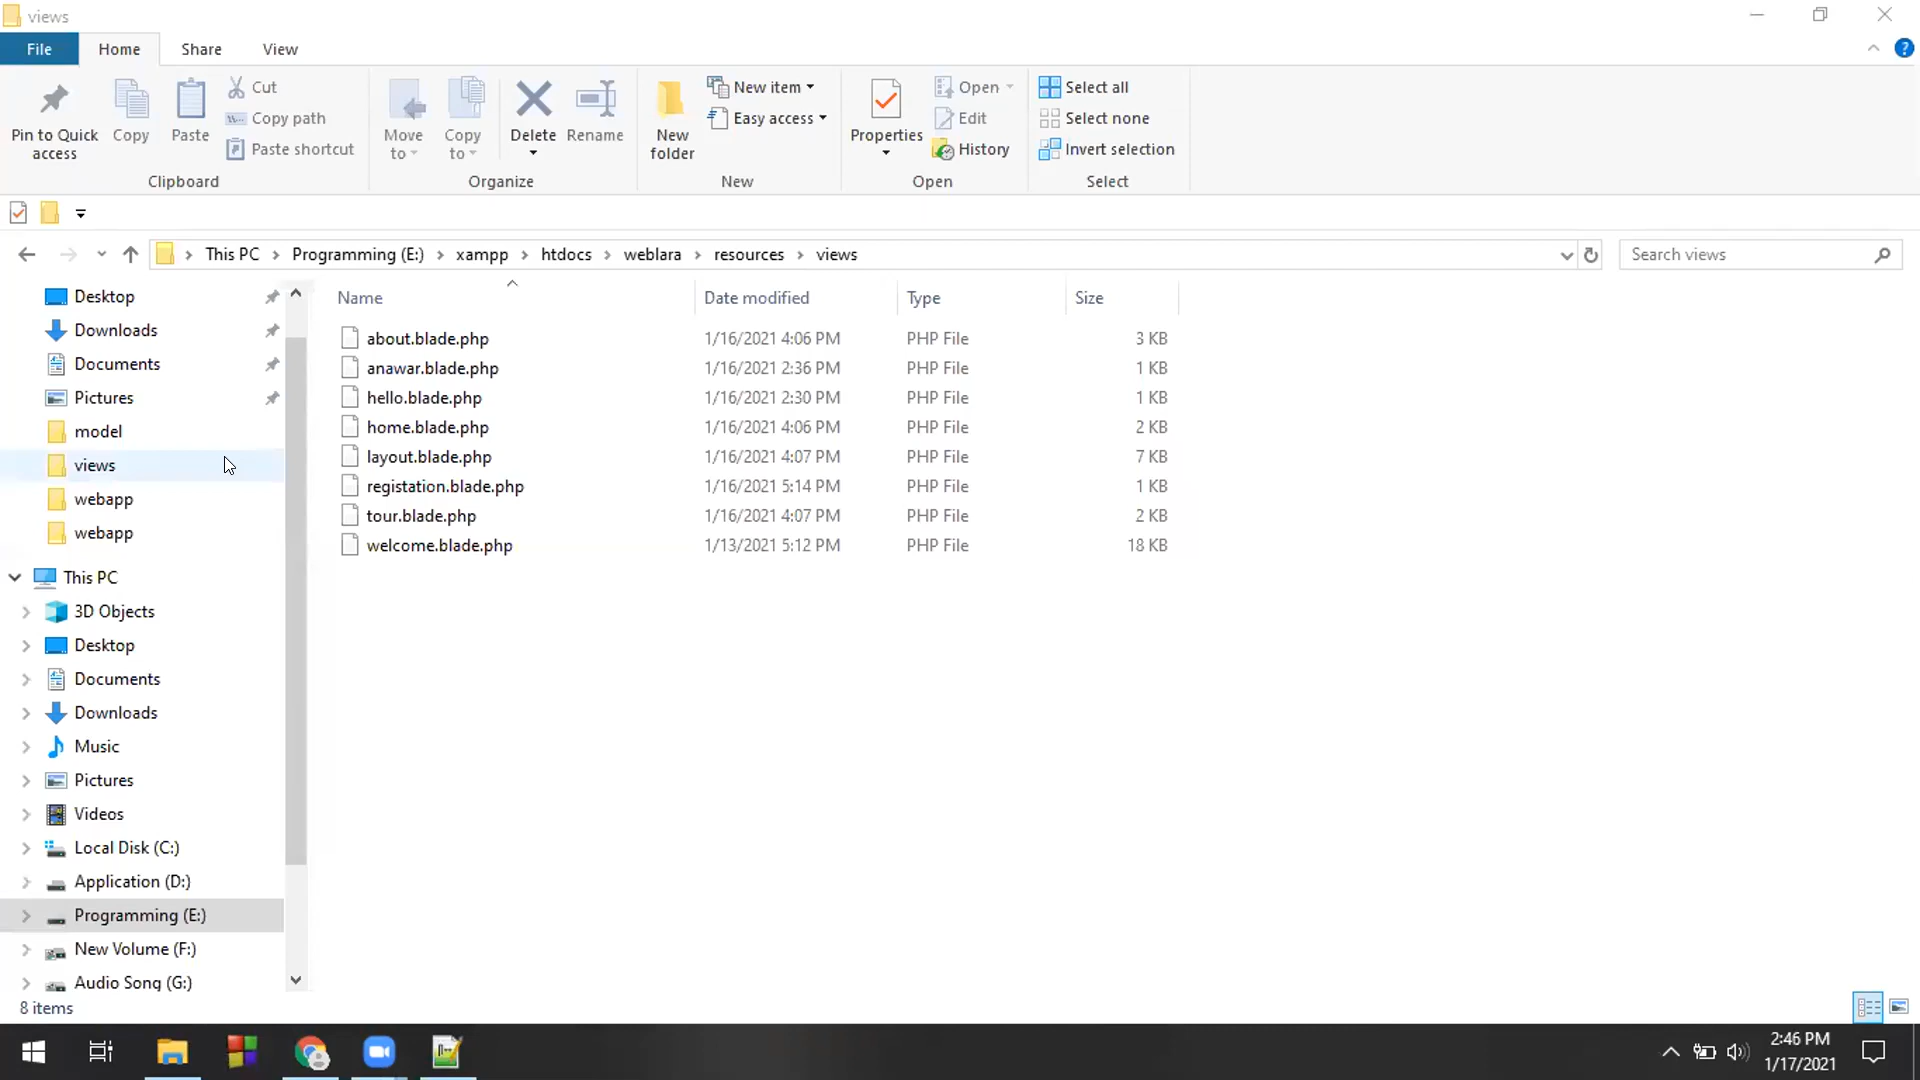 views
File Home Share View
Pin to Quick access
Copy
Paste
Cut
Copy path
Paste shortcut
Clipboard
Move to
Copy to
Delete
Rename
Organize
New folder
New item
Easy access
New
Properties
Open
Edit
History
Open
Select all
Select none
Invert selection
Select
This PC Programming (E:) xampp htdocs weblara resources views
Search views
Desktop
Downloads
Documents
Pictures
model
views
webapp
webapp
This PC
3D Objects
Desktop
Documents
Downloads
Music
Pictures
Videos
Local Disk (C:)
Application (D:)
Programming (E:)
New Volume (F:)
Audio Song (G:)
Name Date modified Type Size
about.blade.php 1/16/2021 4:06 PM PHP File 3 KB
anawar.blade.php 1/16/2021 2:36 PM PHP File 1 KB
hello.blade.php 1/16/2021 2:30 PM PHP File 1 KB
home.blade.php 1/16/2021 4:06 PM PHP File 2 KB
layout.blade.php 1/16/2021 4:07 PM PHP File 7 KB
registation.blade.php 1/16/2021 5:14 PM PHP File 1 KB
tour.blade.php 1/16/2021 4:07 PM PHP File 2 KB
welcome.blade.php 1/13/2021 5:12 PM PHP File 18 KB
8 items
2:46 PM
1/17/2021